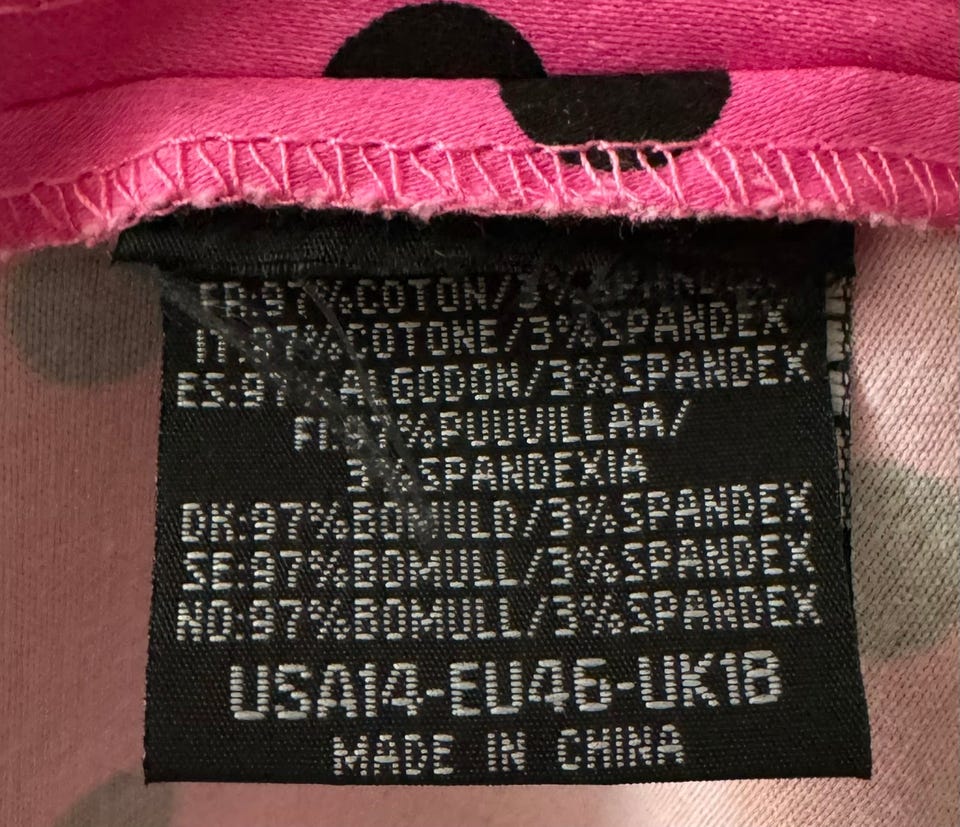 FR:97%COTON/3%SPANDEX
IT:97%COTONE/3%SPANDEX
ES:97%ALGODON/3%SPANDEX
FI:97%PUUVILLAA/
3%SPANDEXIA
DK:97%BOMULD/3%SPANDEX
SE:97%BOMULL/3%SPANDEX
NO:97%BOMULL/3%SPANDEX
USA14-EU46-UK18
MADE IN CHINA